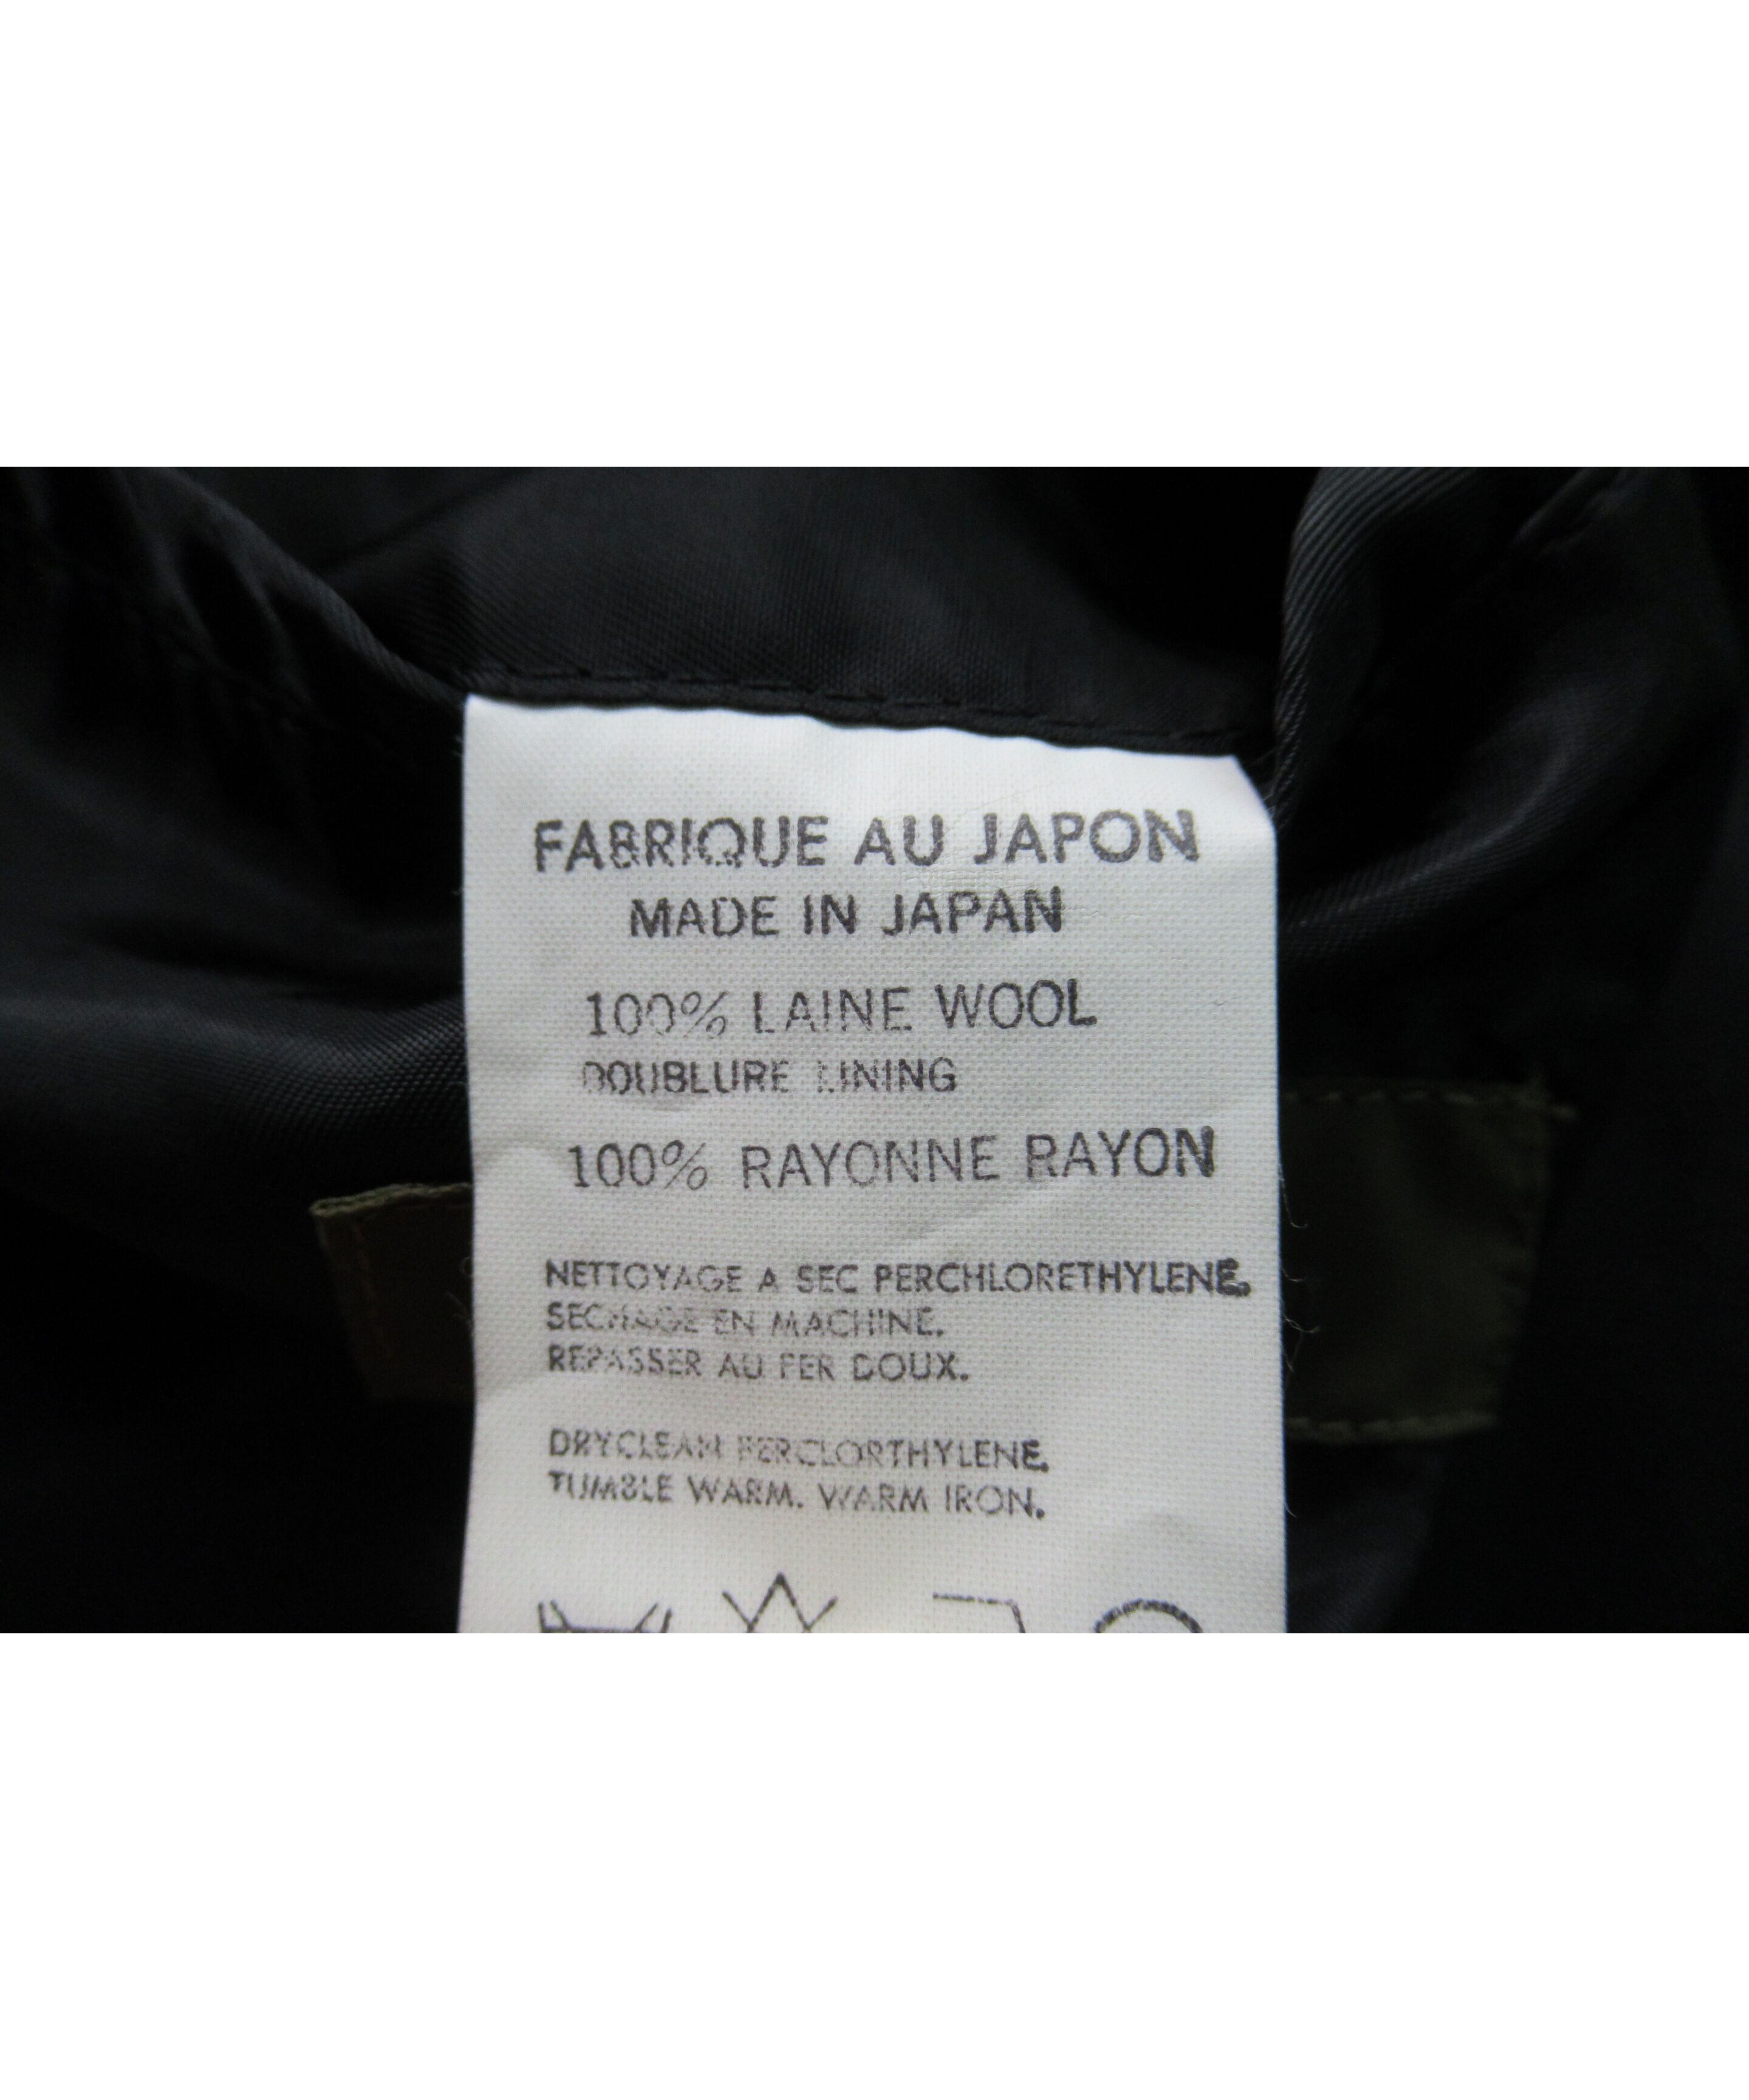 FABRIQUE AU JAPON
MADE IN JAPAN
100% LAINE WOOL
DOUBLURE LINING
100% RAYONNE RAYON
NETTOYAGE A SEC PERCHLORETHYLENE.
SECHAGE EN MACHINE.
REPASSER AU FER DOUX.
DRYCLEAN PERCLORTHYLENE.
TUMBLE WARM. WARM IRON.